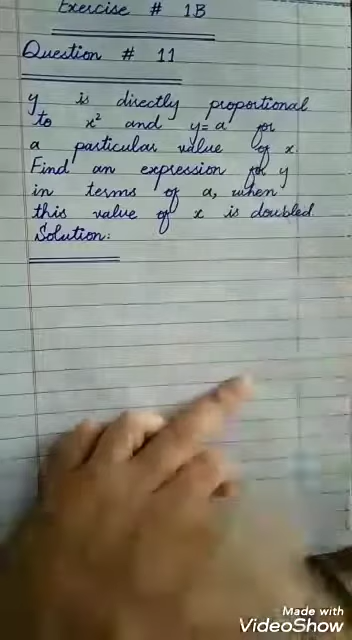 Exercise # 1B
Question # 11
y is directly proportional
to x² and y= a for
a particular value of x.
Find an expression for y
in terms of a, when
this value of x is doubled.
Solution:
Made with
VideoShow